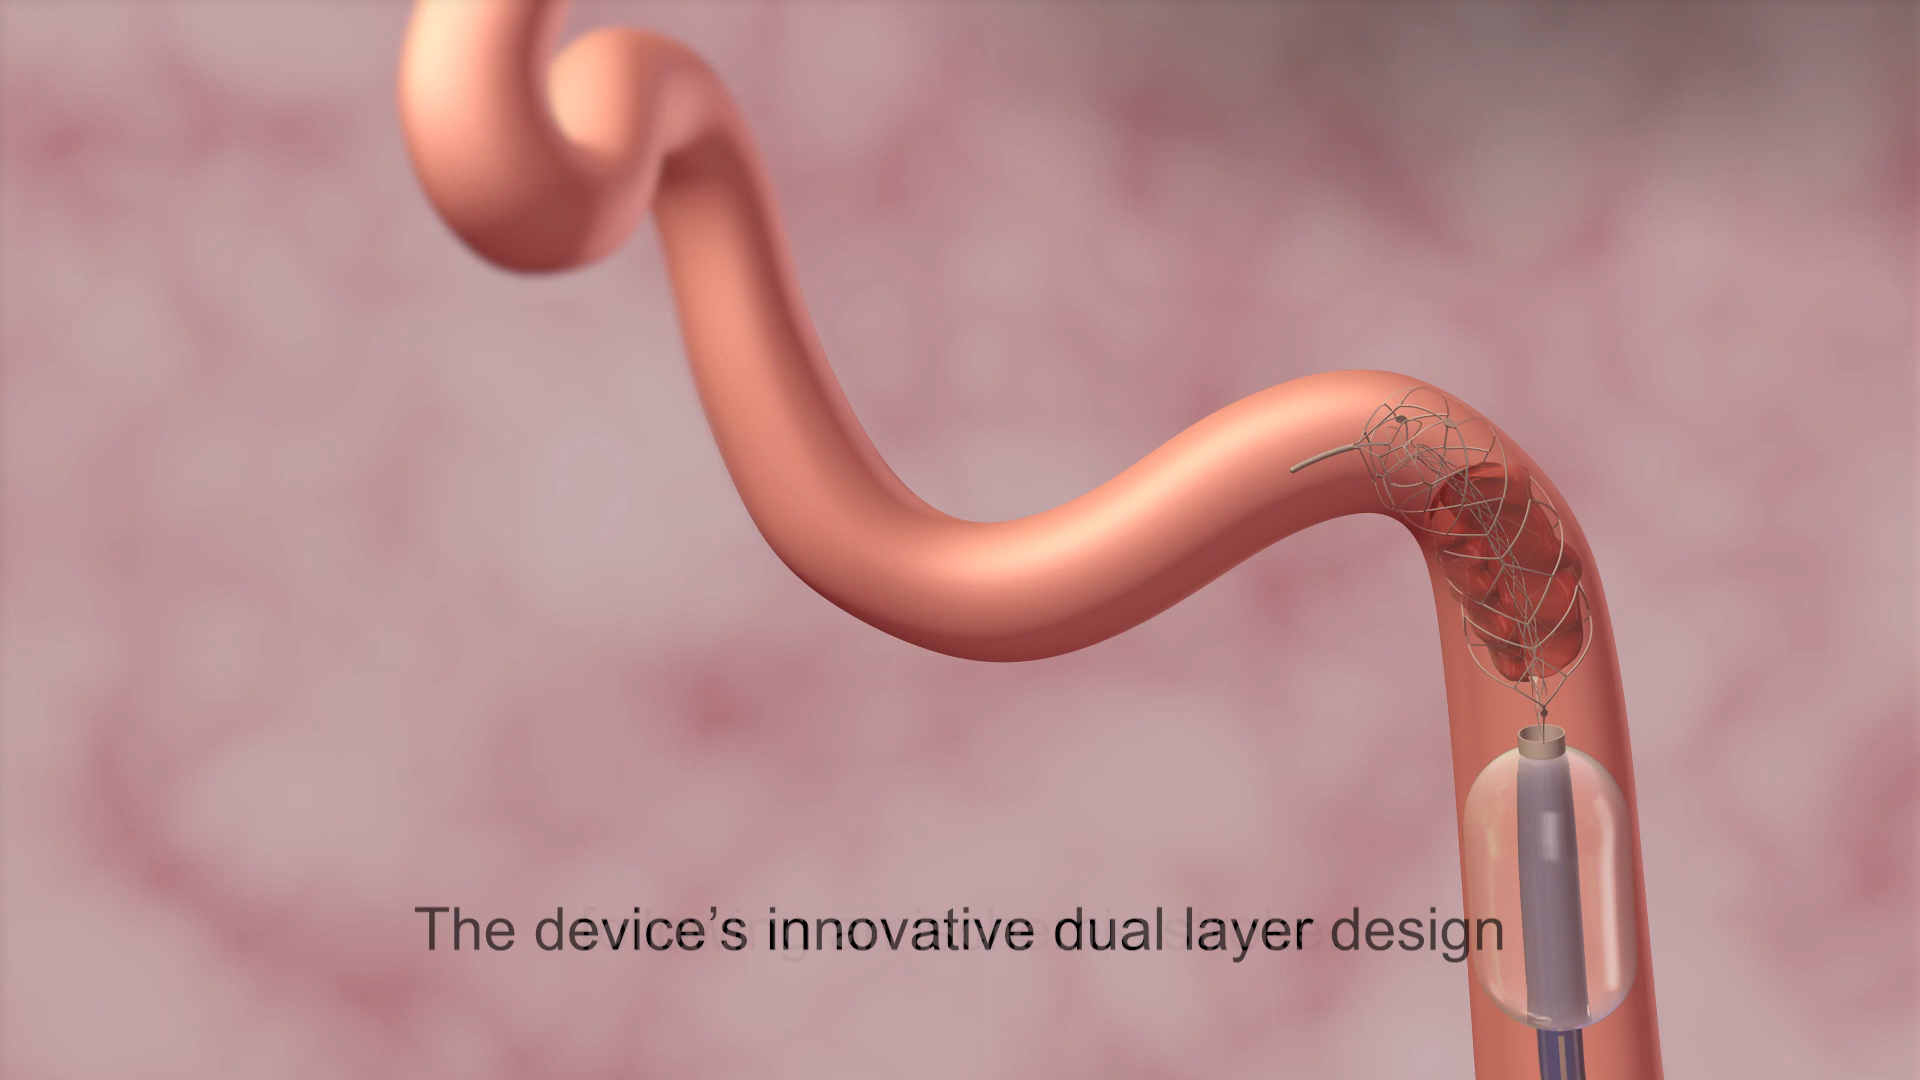 The device’s innovative dual layer design